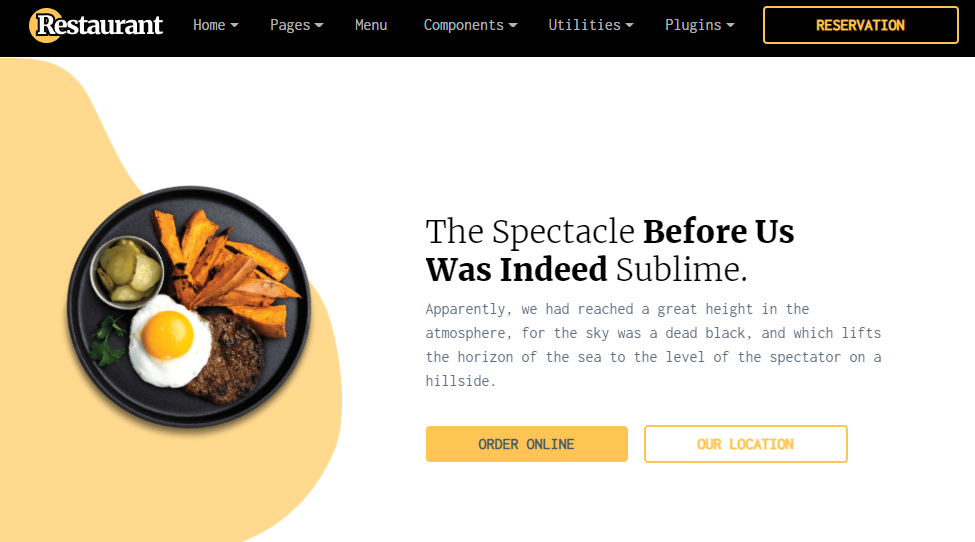 Restaurant Home Pages Menu Components Utilities Plugins RESERVATION
The Spectacle Before Us
Was Indeed Sublime.
Apparently, we had reached a great height in the
atmosphere, for the sky was a dead black, and which lifts
the horizon of the sea to the level of the spectator on a
hillside.
ORDER ONLINE OUR LOCATION